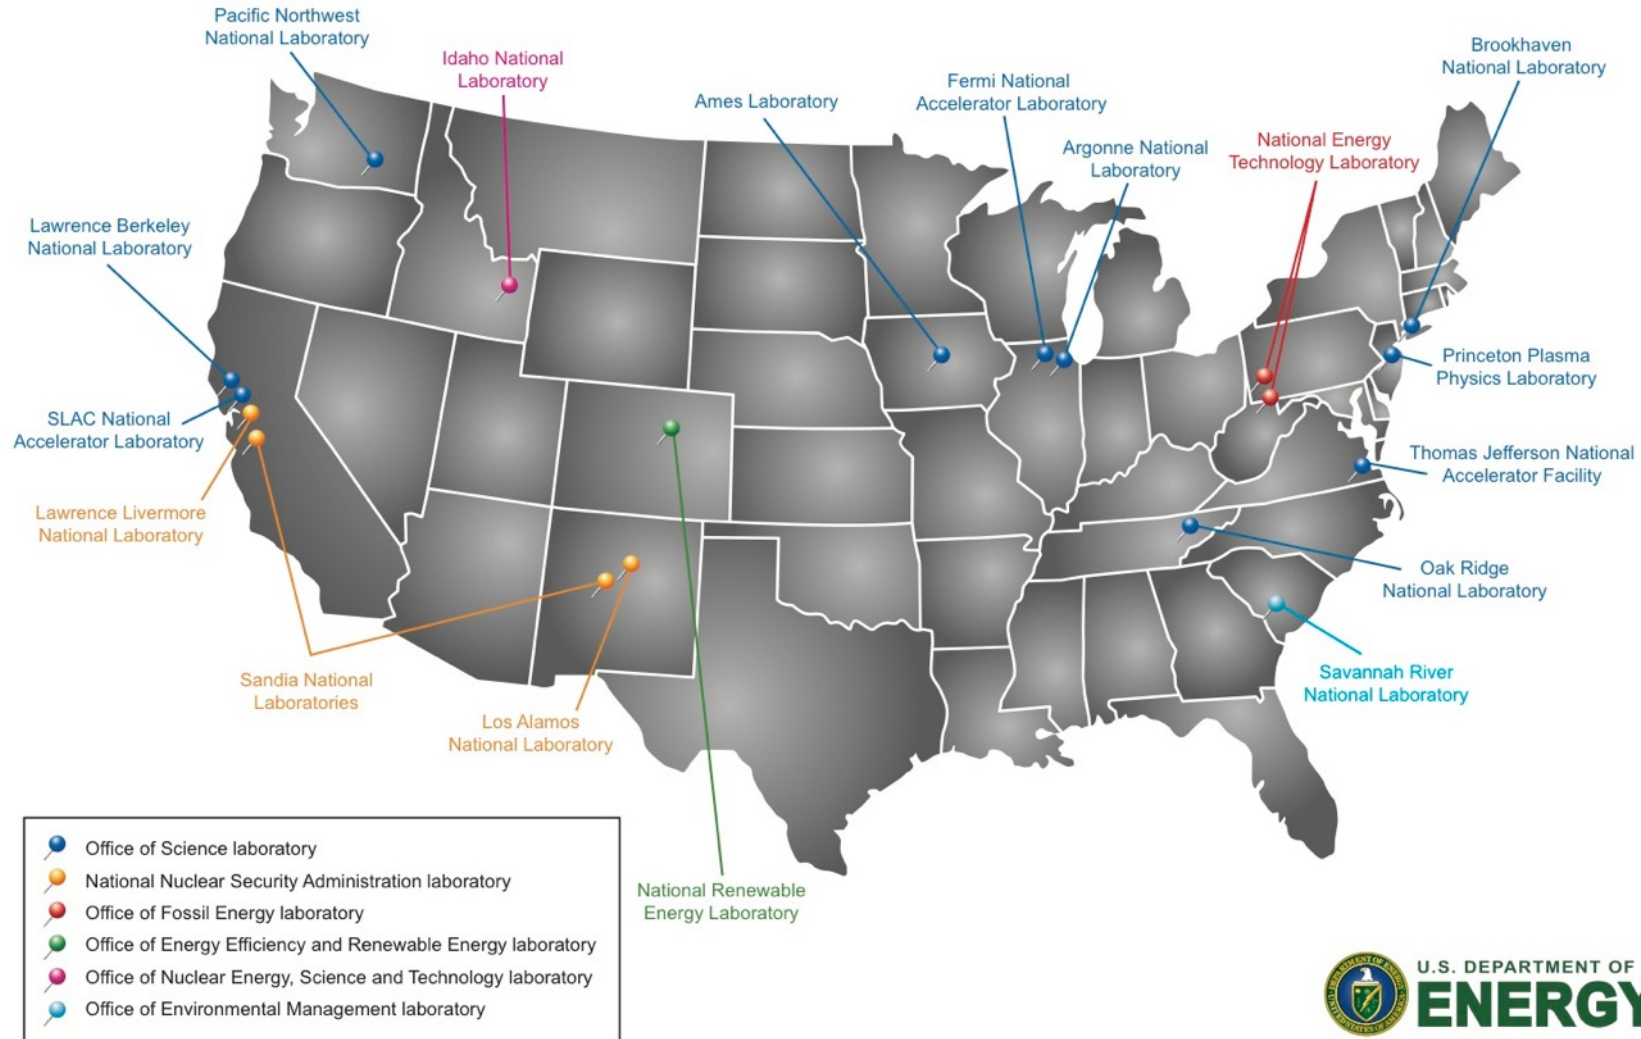 Pacific Northwest
National Laboratory
Idaho National
Laboratory
Ames Laboratory
Fermi National
Accelerator Laboratory
Argonne National
Laboratory
National Energy
Technology Laboratory
Brookhaven
National Laboratory
Lawrence Berkeley
National Laboratory
SLAC National
Accelerator Laboratory
Lawrence Livermore
National Laboratory
Sandia National
Laboratories
Los Alamos
National Laboratory
National Renewable
Energy Laboratory
Princeton Plasma
Physics Laboratory
Thomas Jefferson National
Accelerator Facility
Oak Ridge
National Laboratory
Savannah River
National Laboratory
Office of Science laboratory
National Nuclear Security Administration laboratory
Office of Fossil Energy laboratory
Office of Energy Efficiency and Renewable Energy laboratory
Office of Nuclear Energy, Science and Technology laboratory
Office of Environmental Management laboratory
U.S. DEPARTMENT OF
ENERGY